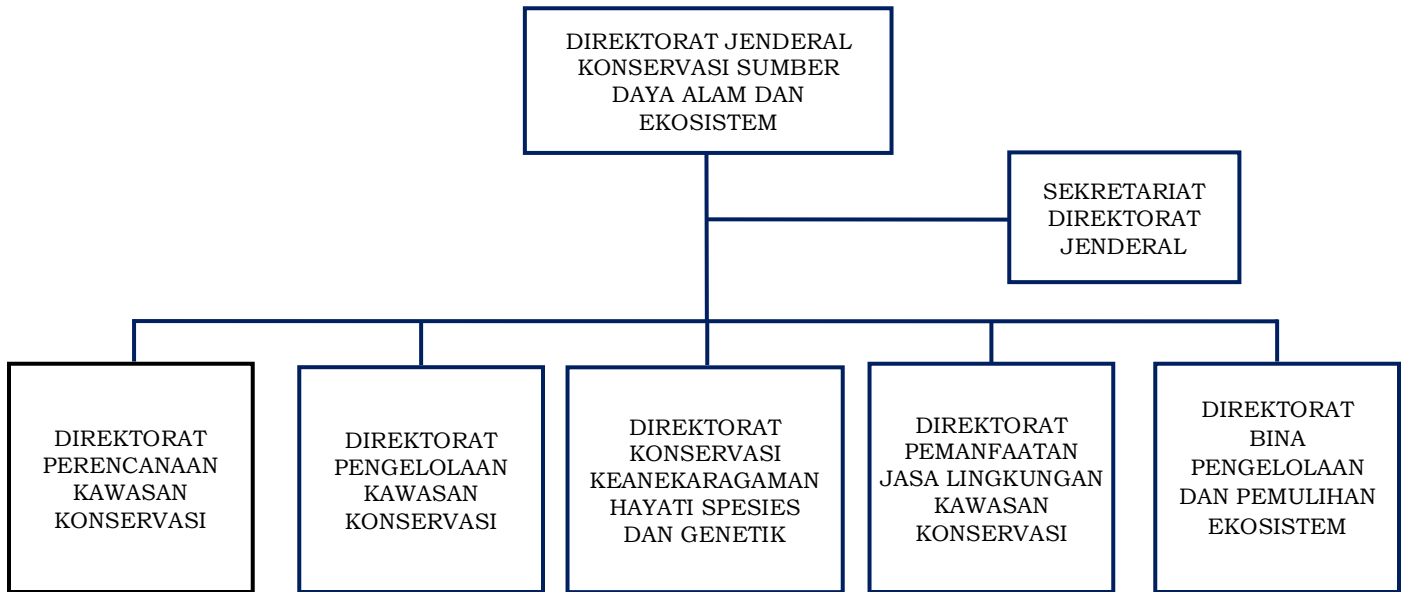 DIREKTORAT JENDERAL
KONSERVASI SUMBER
DAYA ALAM DAN
EKOSISTEM
SEKRETARIAT
DIREKTORAT
JENDERAL
DIREKTORAT
PERENCANAAN
KAWASAN
KONSERVASI
DIREKTORAT
PENGELOLAAN
KAWASAN
KONSERVASI
DIREKTORAT
KONSERVASI
KEANEKARAGAMAN
HAYATI SPESIES
DAN GENETIK
DIREKTORAT
PEMANFAATAN
JASA LINGKUNGAN
KAWASAN
KONSERVASI
DIREKTORAT
BINA
PENGELOLAAN
DAN PEMULIHAN
EKOSISTEM